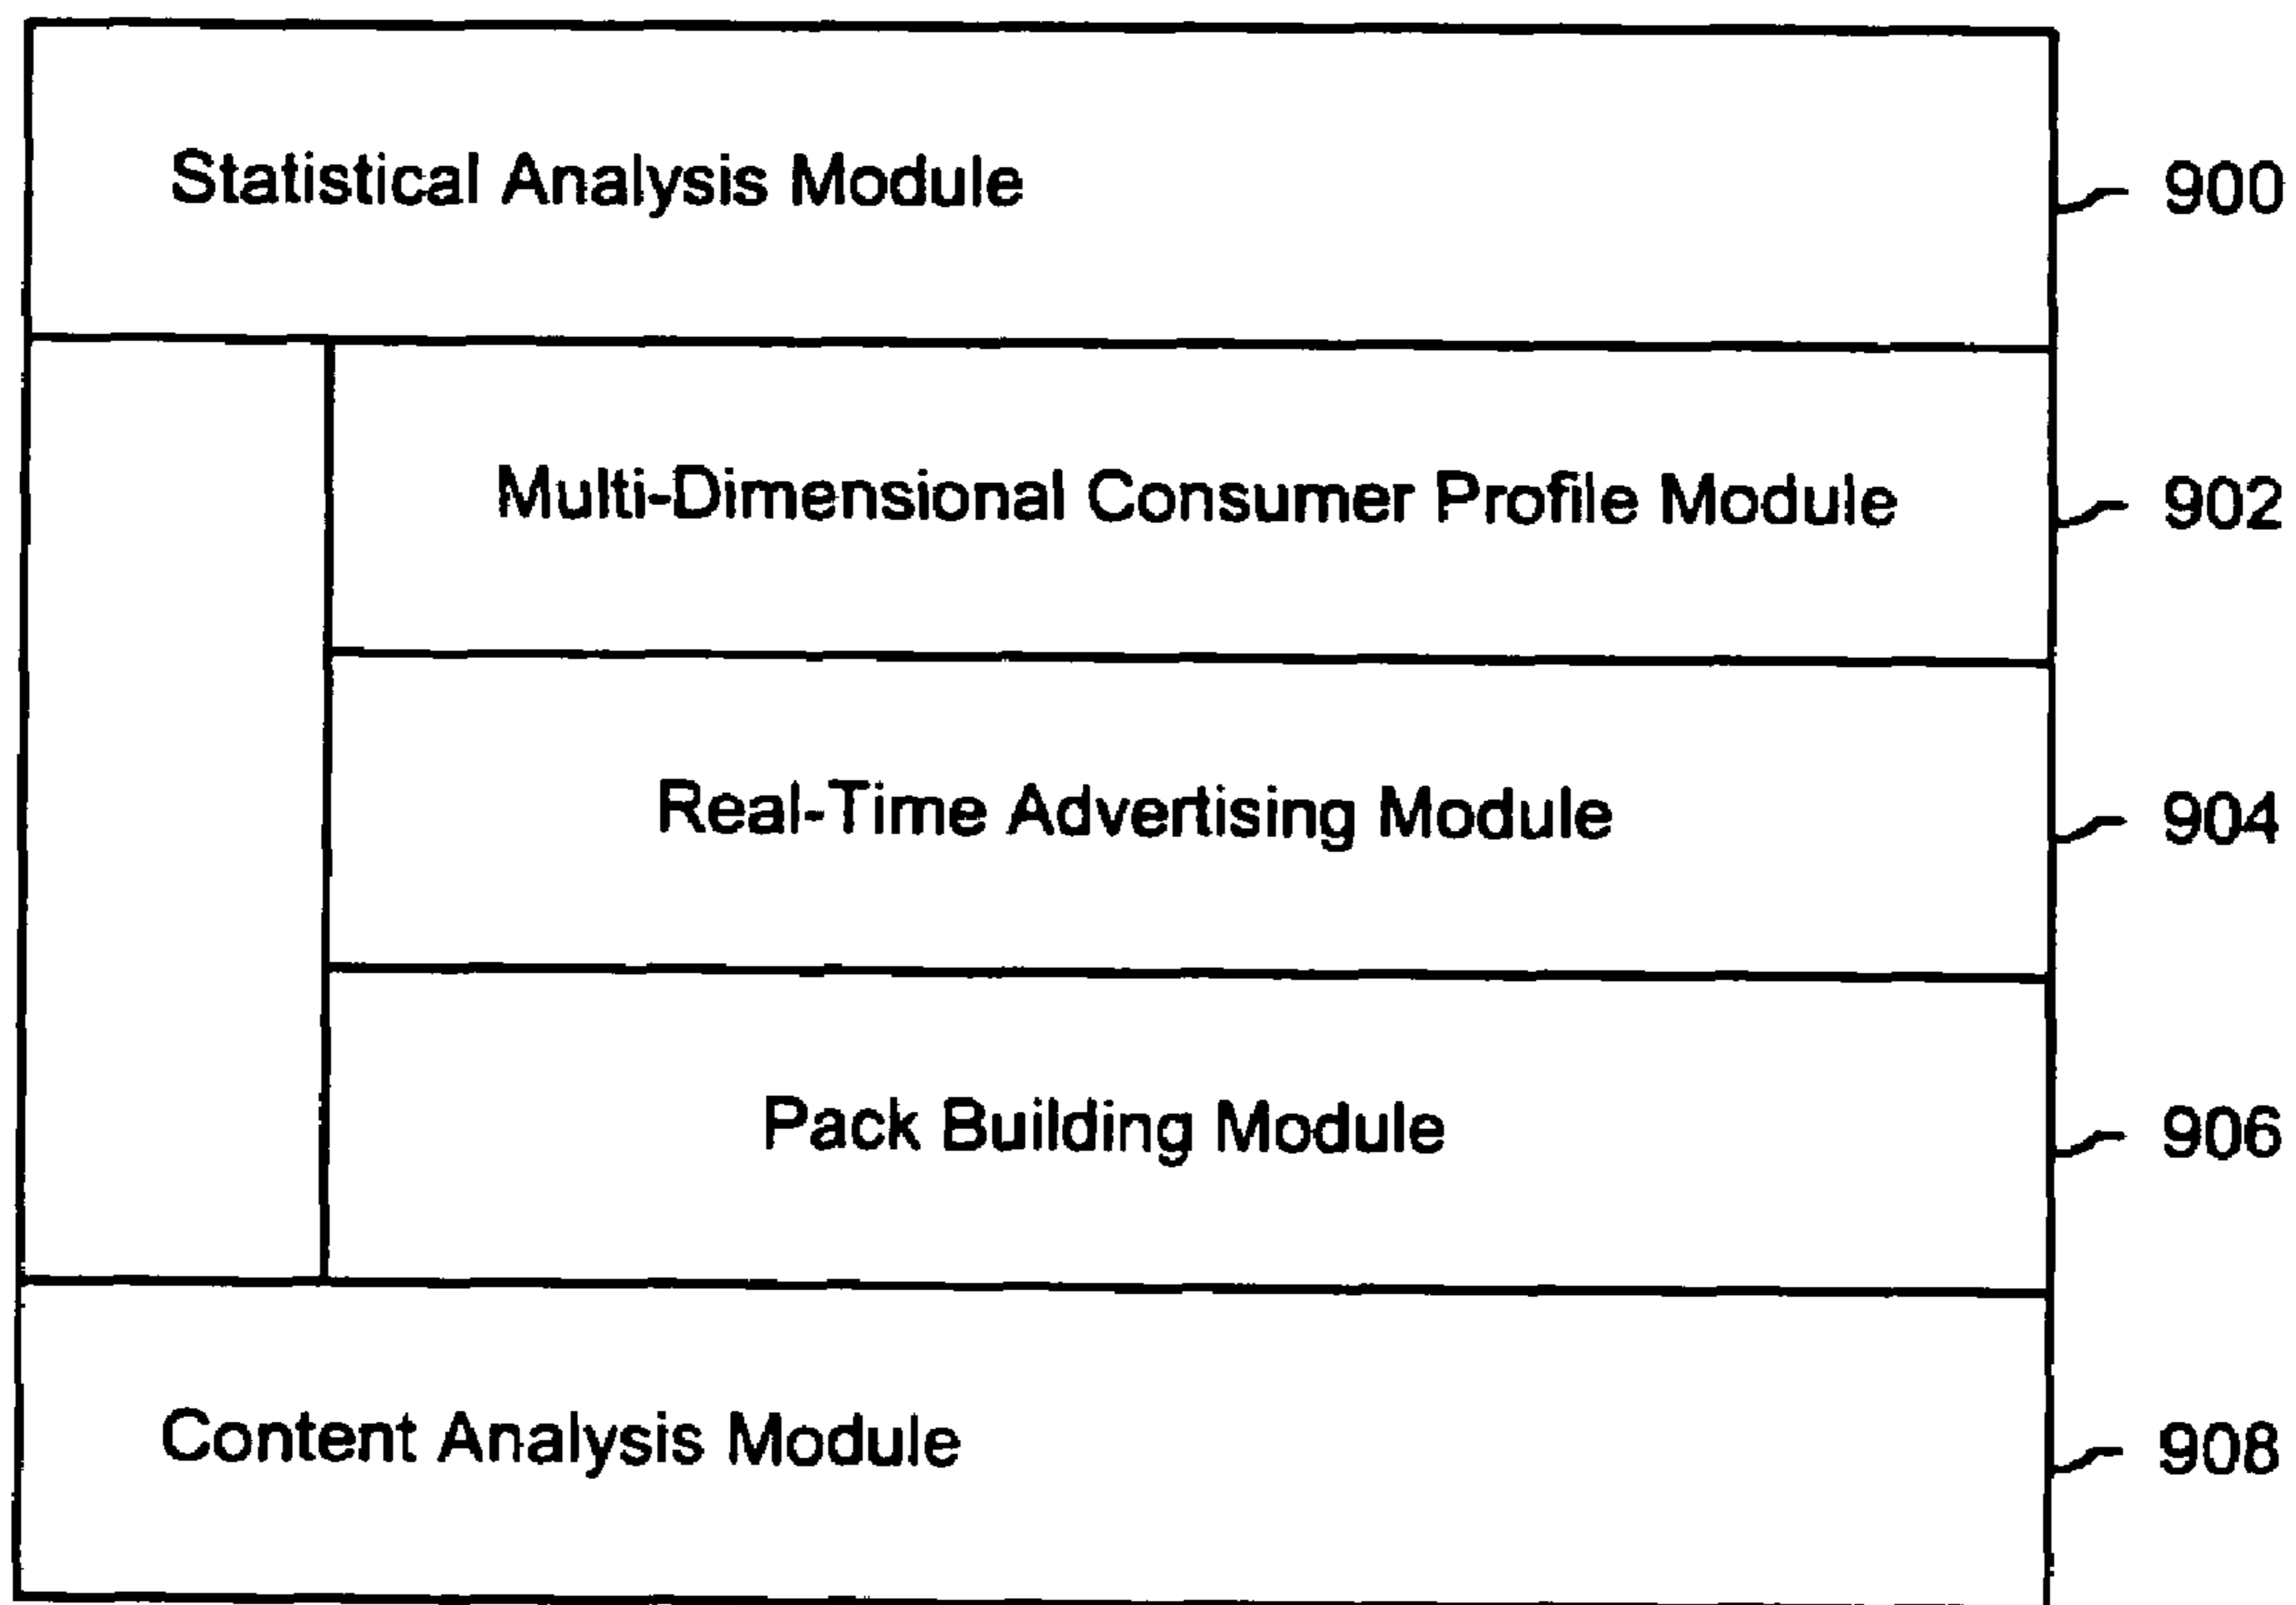 Statistical Analysis Module 900
Multi-Dimensional Consumer Profile Module 902
Real-Time Advertising Module 904
Pack Building Module 906
Content Analysis Module 908